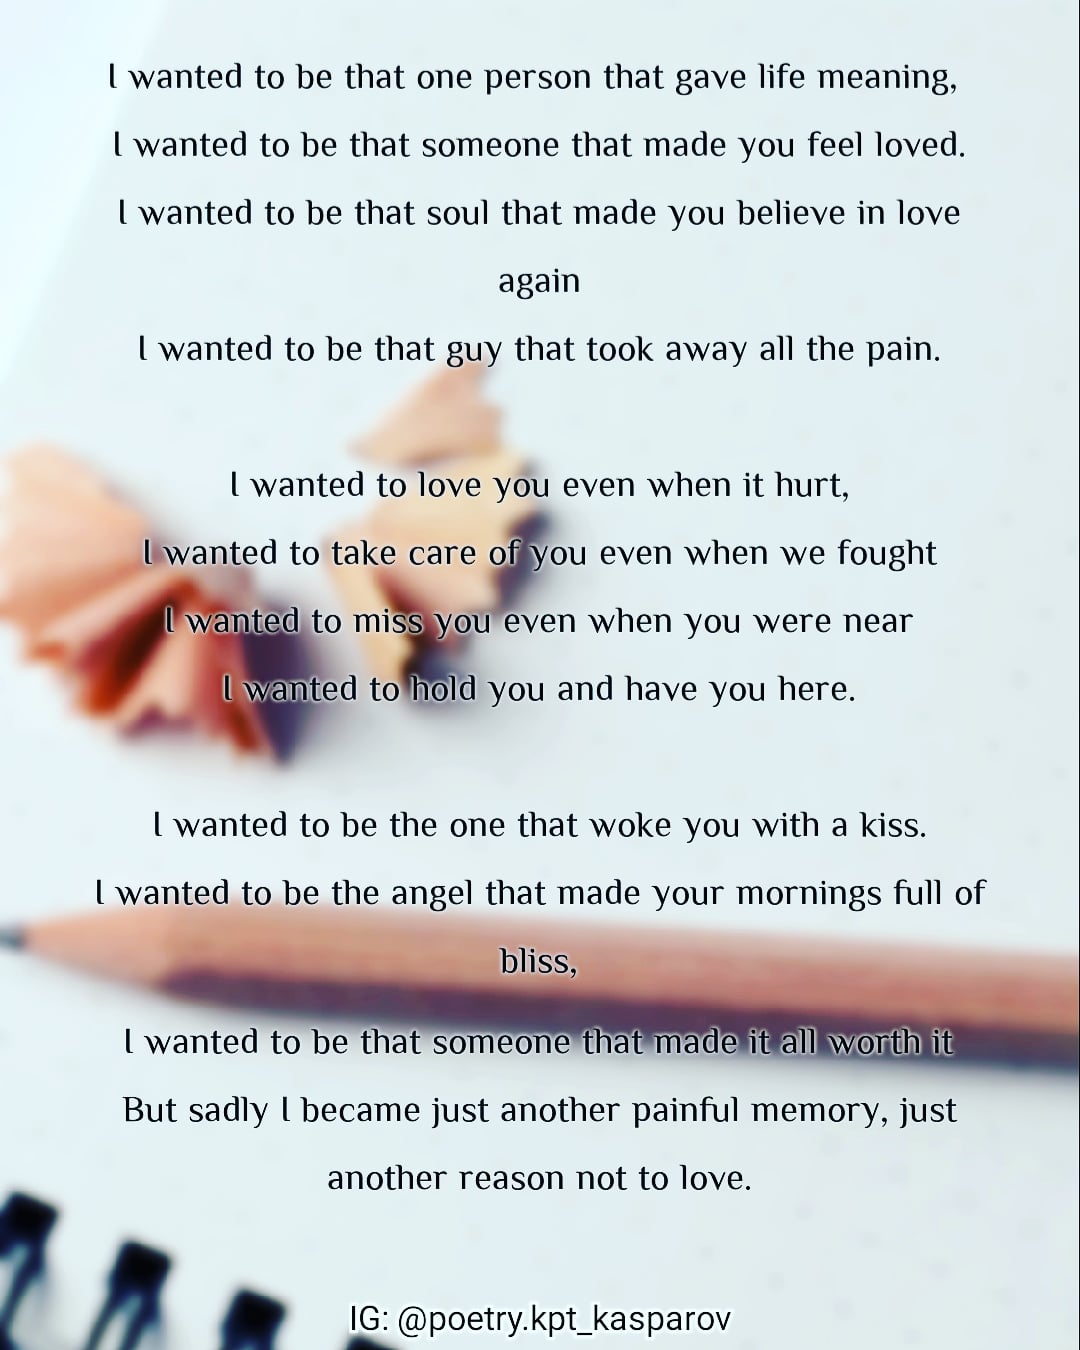 I wanted to be that one person that gave life meaning,
I wanted to be that someone that made you feel loved.
I wanted to be that soul that made you believe in love
again
I wanted to be that guy that took away all the pain.
I wanted to love you even when it hurt,
I wanted to take care of you even when we fought
I wanted to miss you even when you were near
I wanted to hold you and have you here.
I wanted to be the one that woke you with a kiss.
I wanted to be the angel that made your mornings full of
bliss,
I wanted to be that someone that made it all worth it
But sadly I became just another painful memory, just
another reason not to love.
IG: @poetry.kpt_kasparov